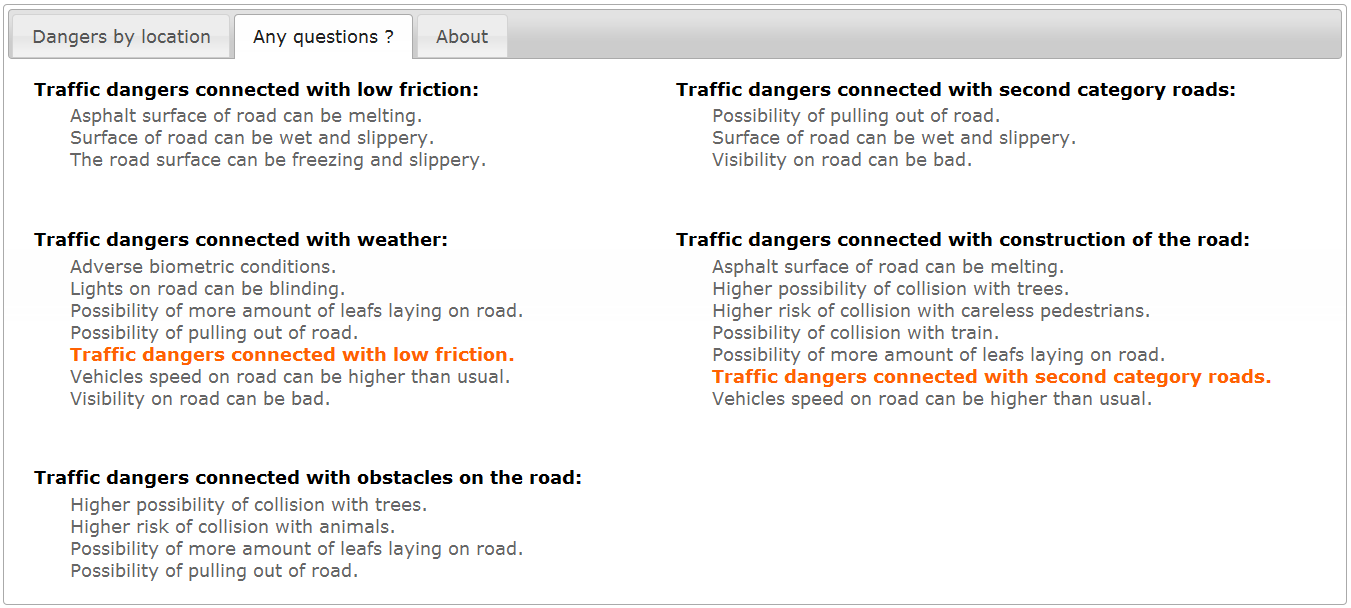 Dangers by location
Any questions ?
About
Traffic dangers connected with low friction:
Asphalt surface of road can be melting.
Surface of road can be wet and slippery.
The road surface can be freezing and slippery.
Traffic dangers connected with second category roads:
Possibility of pulling out of road.
Surface of road can be wet and slippery.
Visibility on road can be bad.
Traffic dangers connected with weather:
Adverse biometric conditions.
Lights on road can be blinding.
Possibility of more amount of leafs laying on road.
Possibility of pulling out of road.
Traffic dangers connected with low friction.
Vehicles speed on road can be higher than usual.
Visibility on road can be bad.
Traffic dangers connected with construction of the road:
Asphalt surface of road can be melting.
Higher possibility of collision with trees.
Higher risk of collision with careless pedestrians.
Possibility of collision with train.
Possibility of more amount of leafs laying on road.
Traffic dangers connected with second category roads.
Vehicles speed on road can be higher than usual.
Traffic dangers connected with obstacles on the road:
Higher possibility of collision with trees.
Higher risk of collision with animals.
Possibility of more amount of leafs laying on road.
Possibility of pulling out of road.